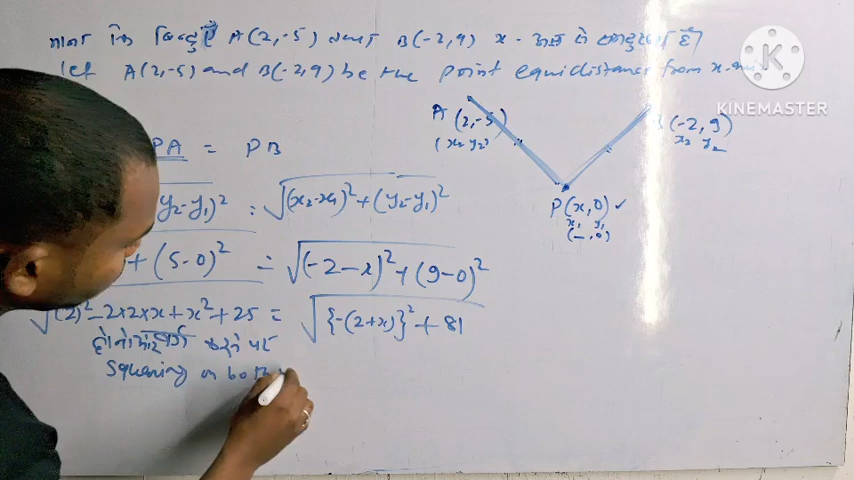 माना कि बिन्दुएँ A(2,-5) तथा B(-2,9) x-अक्ष से समदूरस्थ है।
Let A(2,-5) and B(-2,9) be the point equidistance from x-axis
KINEMASTER
A (2,-5)
(x₂ y₂)
(-2, 9)
x₂ y₂
PA = PB
P(x,0) ✓
x₁ y₁
(–, 0)
y₂-y₁)² = √(x₂-x₁)²+(y₂-y₁)²
+ (5-0)² = √(-2-x)²+(9-0)²
√(2)²-2×2×x+x²+25 = √{-(2+x)}²+81
दोनों ओर वर्ग करने पर
Squaring on both